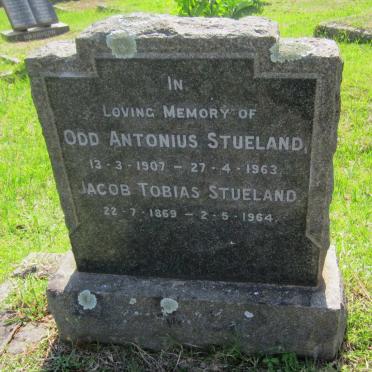 In
Loving Memory of
Odd Antonius Stueland,
13 - 3 - 1907 — 27 - 4 - 1963.
Jacob Tobias Stueland
22 - 7 - 1869 — 2 - 5 - 1964.